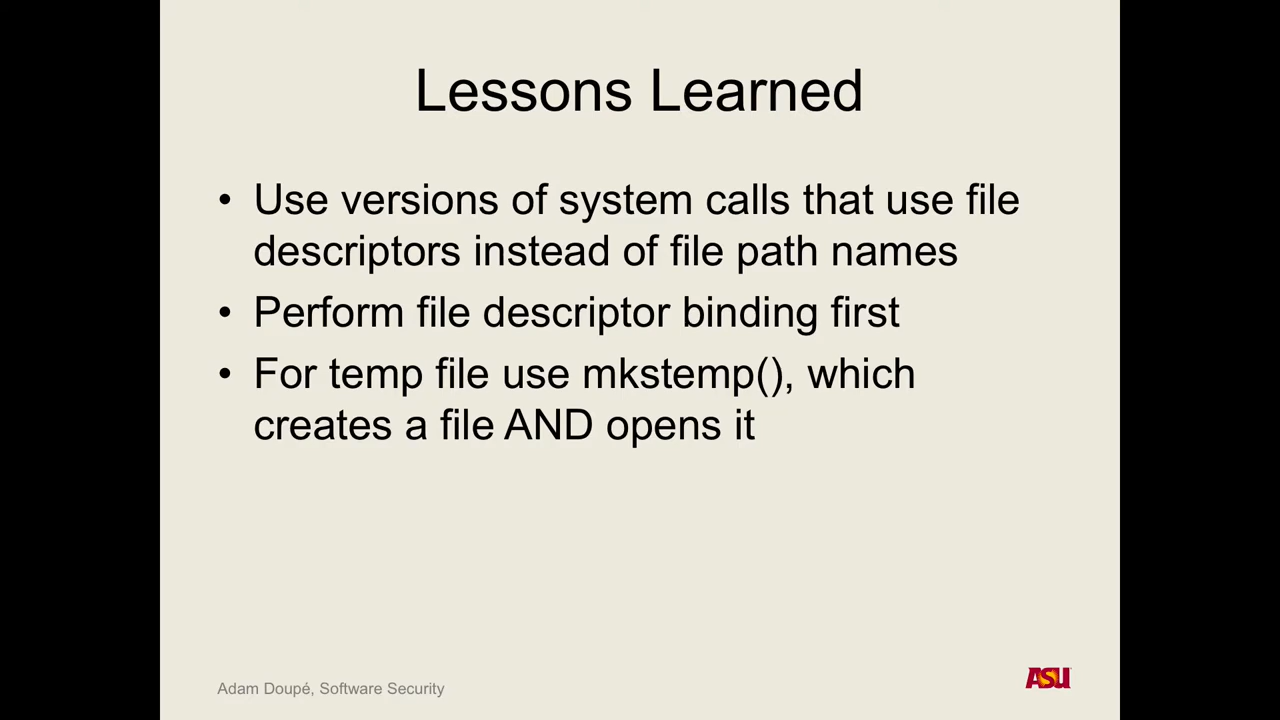 Lessons Learned
• Use versions of system calls that use file
descriptors instead of file path names
• Perform file descriptor binding first
• For temp file use mkstemp(), which
creates a file AND opens it
Adam Doupé, Software Security
ASU